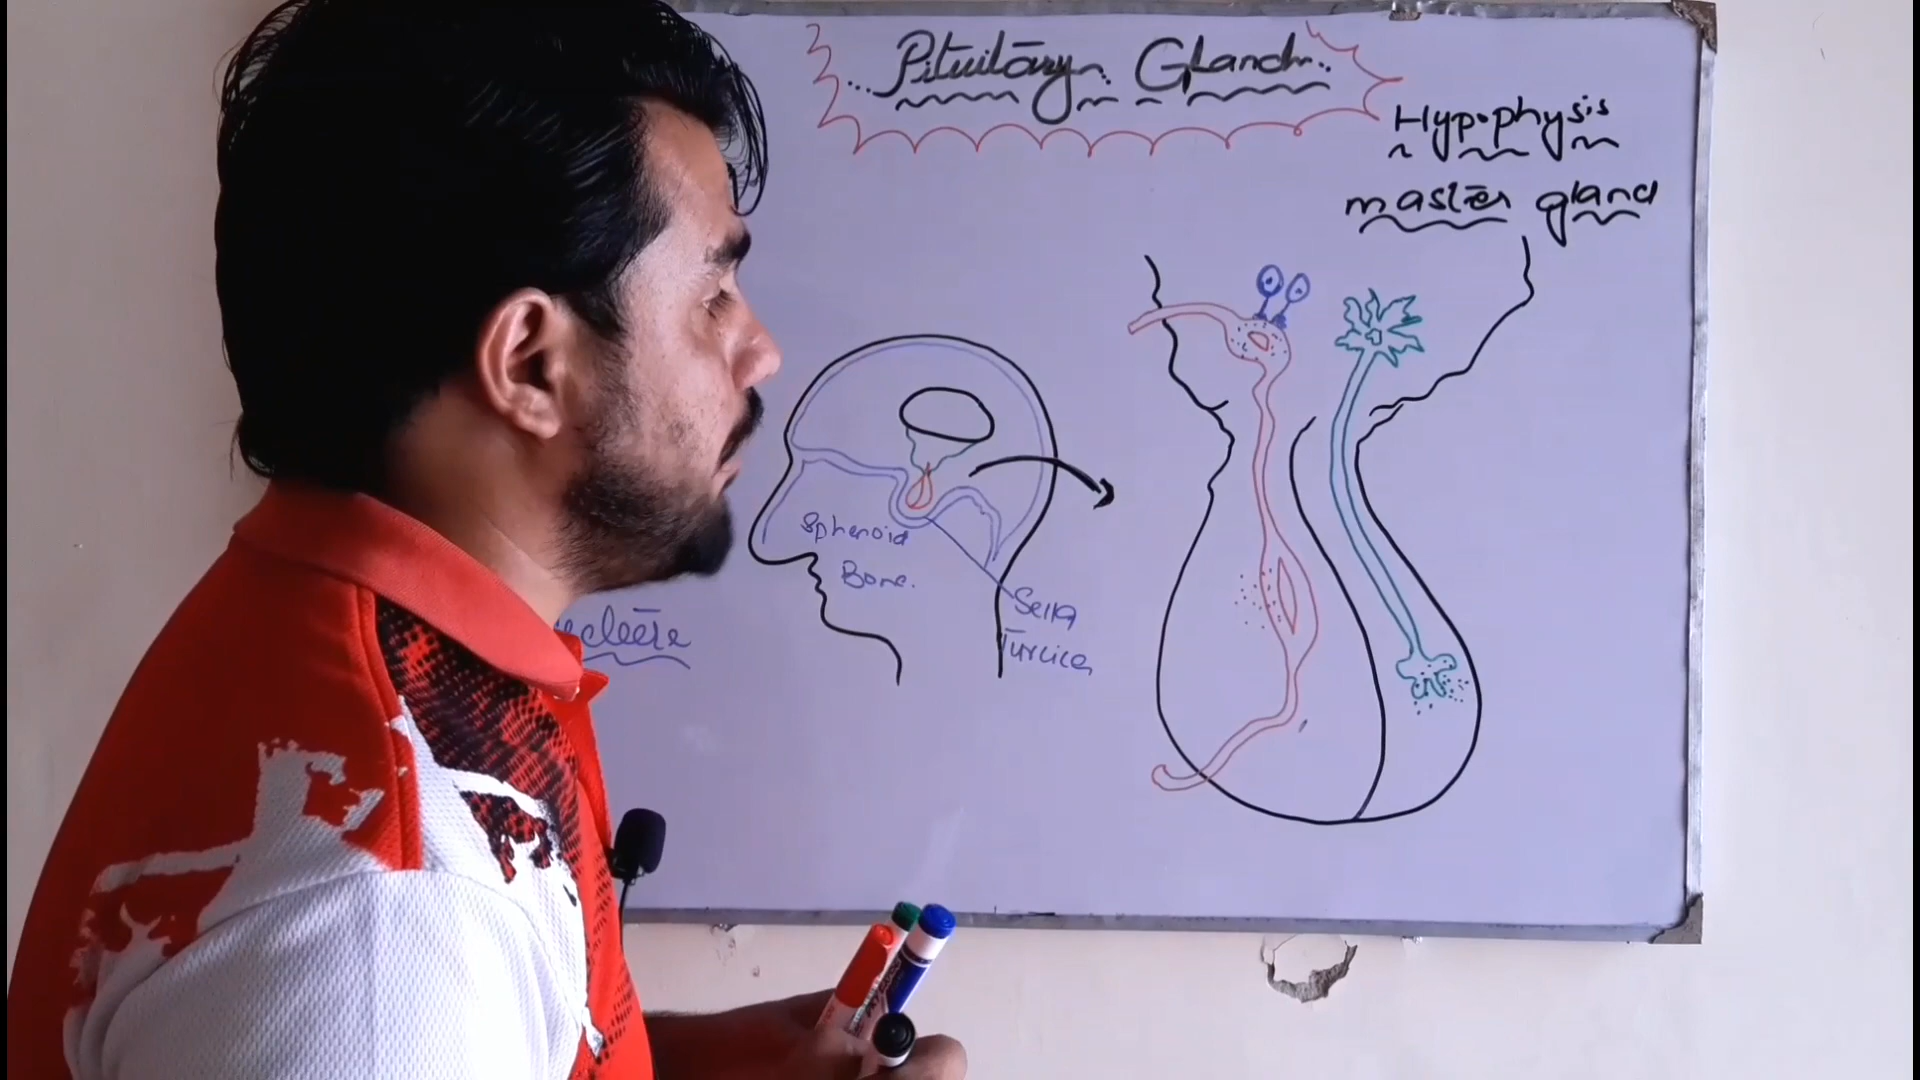 Pituitary Gland
Hypophysis
master gland
Sphenoid
Bone.
Sella
Turcica